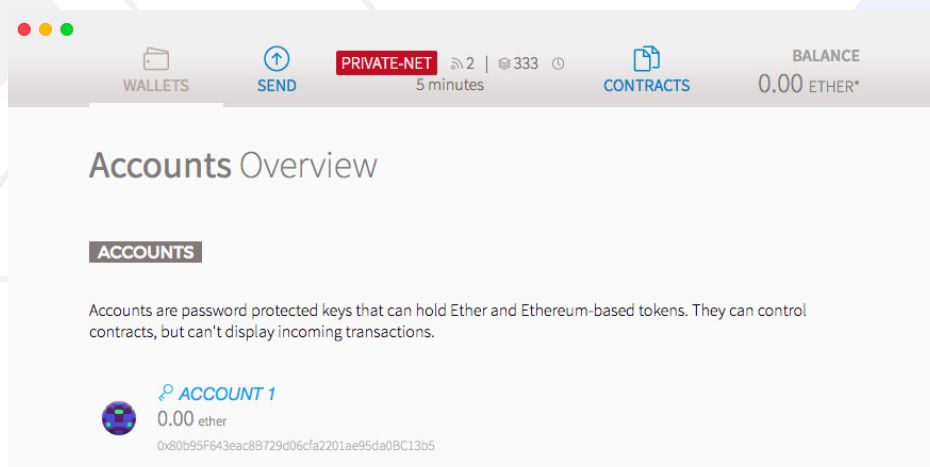 WALLETS
SEND
PRIVATE-NET 2 | 333
5 minutes
CONTRACTS
BALANCE
0.00 ETHER*
Accounts Overview
ACCOUNTS
Accounts are password protected keys that can hold Ether and Ethereum-based tokens. They can control
contracts, but can't display incoming transactions.
ACCOUNT 1
0.00 ether
0x80b95F643eac8B729d06cfa2201ae95da0BC13b5